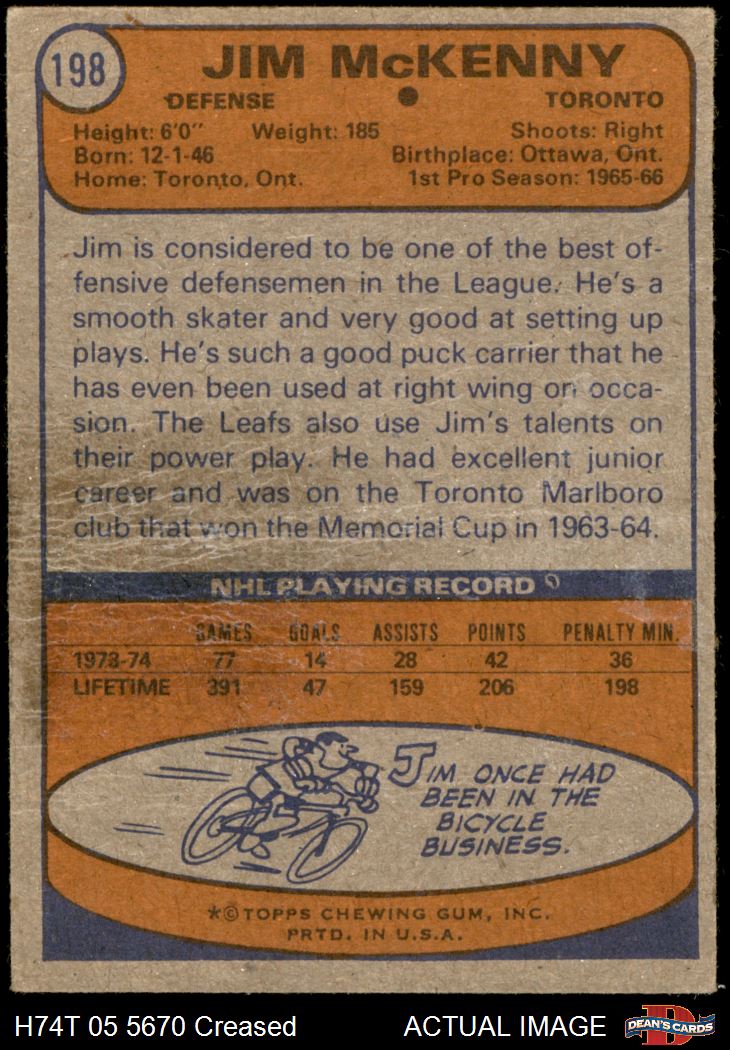 198
JIM McKENNY
DEFENSE ● TORONTO
Height: 6'0" Weight: 185 Shoots: Right
Born: 12-1-46 Birthplace: Ottawa, Ont.
Home: Toronto, Ont. 1st Pro Season: 1965-66
Jim is considered to be one of the best of-
fensive defensemen in the League. He's a
smooth skater and very good at setting up
plays. He's such a good puck carrier that he
has even been used at right wing on occa-
sion. The Leafs also use Jim's talents on
their power play. He had excellent junior
career and was on the Toronto Marlboro
club that won the Memorial Cup in 1963-64.
NHL PLAYING RECORD
GAMES GOALS ASSISTS POINTS PENALTY MIN.
1973-74 77 14 28 42 36
LIFETIME 391 47 159 206 198
JIM ONCE HAD
BEEN IN THE
BICYCLE
BUSINESS.
*©TOPPS CHEWING GUM, INC.
PRTD. IN U.S.A.
H74T 05 5670 Creased ACTUAL IMAGE
D
DEAN'S CARDS